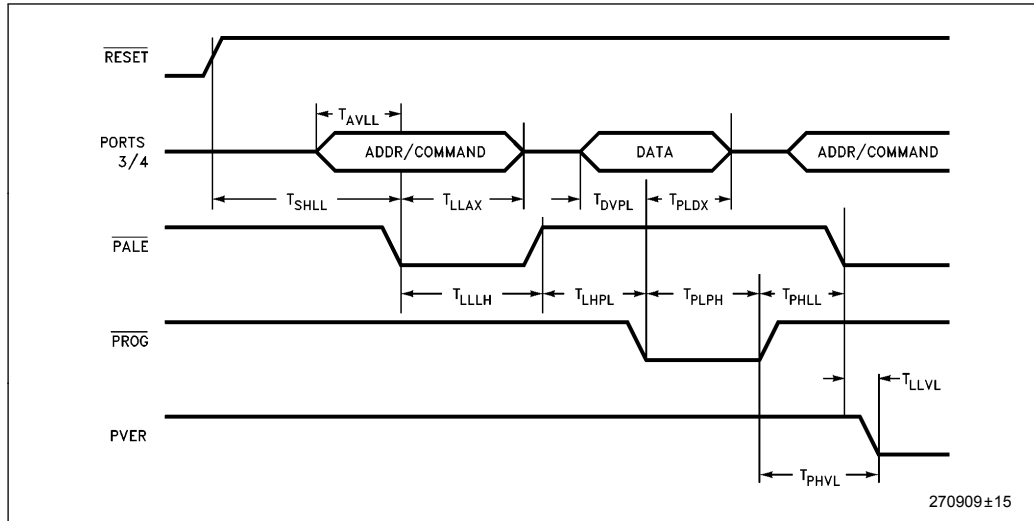 RESET
T_AVLL
PORTS
3/4
ADDR/COMMAND
DATA
ADDR/COMMAND
T_SHLL
T_LLAX
T_DVPL
T_PLDX
PALE
T_LLLH
T_LHPL
T_PLPH
T_PHLL
PROG
T_LLVL
PVER
T_PHVL
270909±15